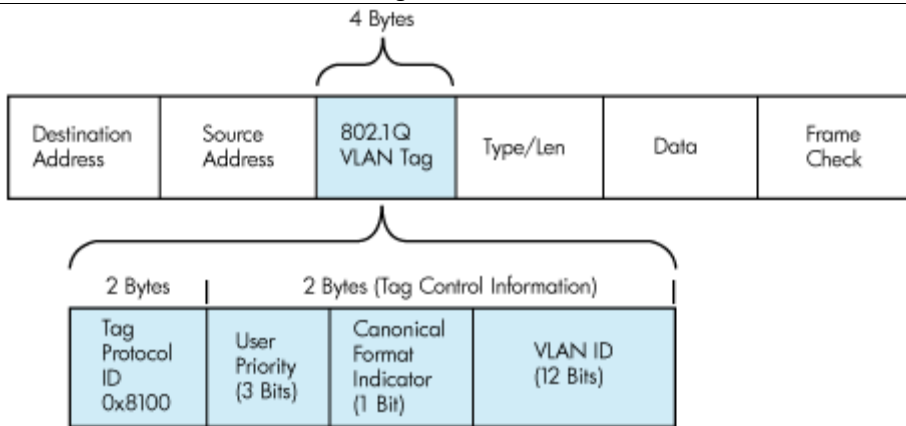 4 Bytes
Destination
Address
Source
Address
802.1Q
VLAN Tag
Type/Len
Data
Frame
Check
2 Bytes
2 Bytes (Tag Control Information)
Tag
Protocol
ID
0x8100
User
Priority
(3 Bits)
Canonical
Format
Indicator
(1 Bit)
VLAN ID
(12 Bits)